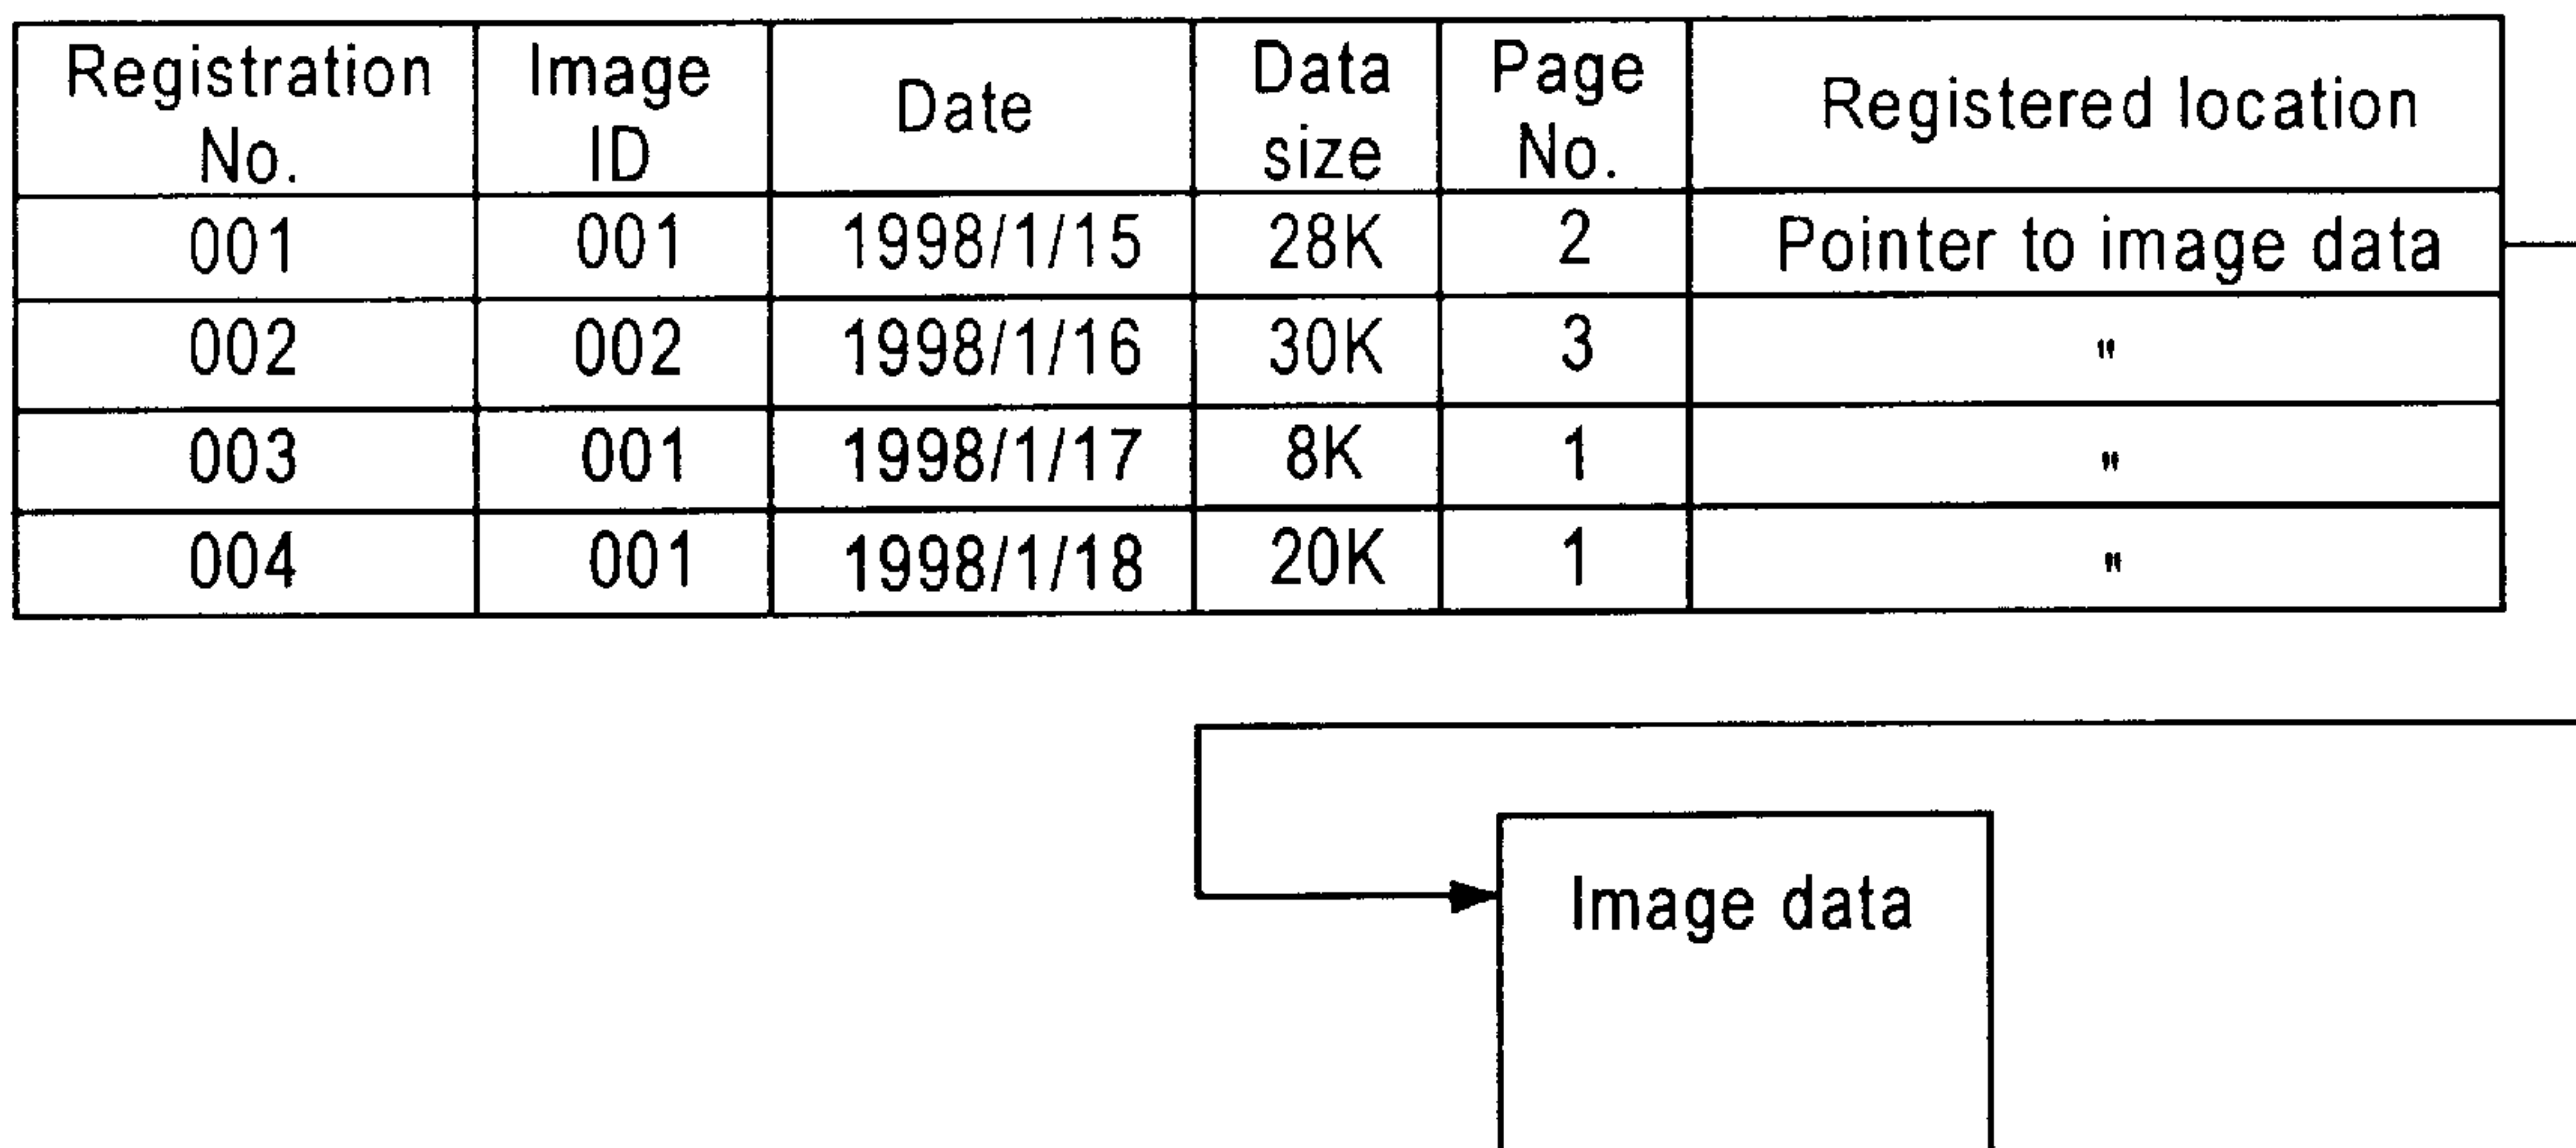 Registration No. Image ID Date Data size Page No. Registered location
001 001 1998/1/15 28K 2 Pointer to image data
002 002 1998/1/16 30K 3 "
003 001 1998/1/17 8K 1 "
004 001 1998/1/18 20K 1 "
Image data